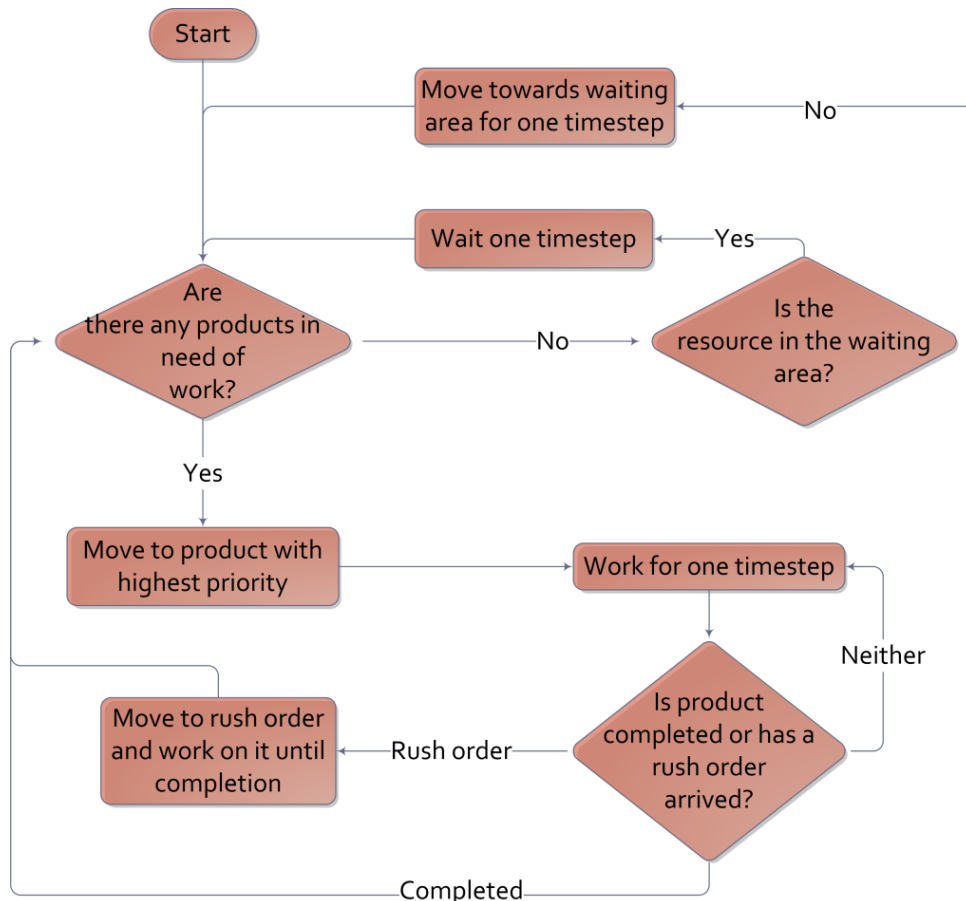 Start
Move towards waiting
area for one timestep
No
Wait one timestep
Yes
Are
there any products in
need of
work?
No
Is the
resource in the waiting
area?
Yes
Move to product with
highest priority
Work for one timestep
Neither
Is product
completed or has a
rush order
arrived?
Rush order
Move to rush order
and work on it until
completion
Completed